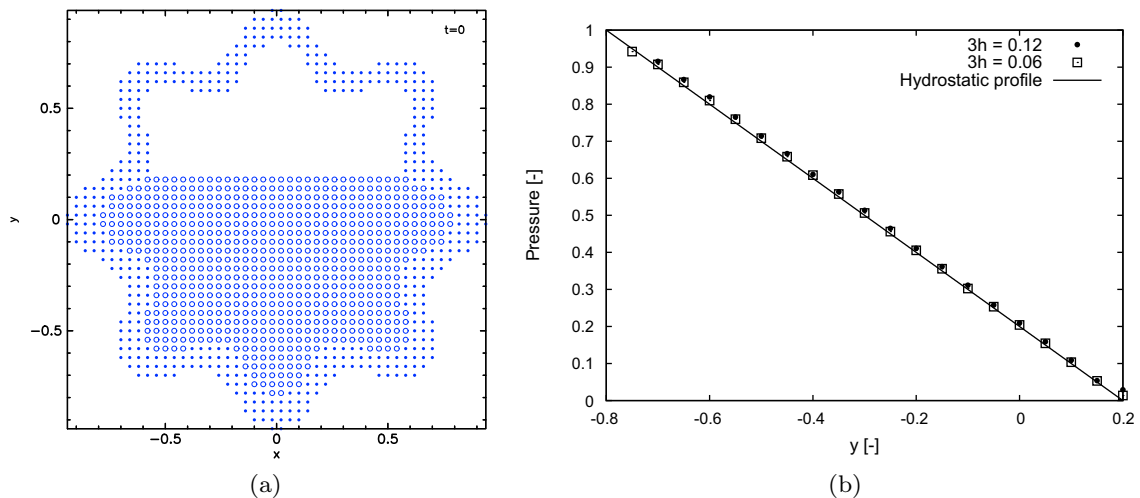 t=0
0.5
0
−0.5
y
−0.5
0
0.5
x
(a)
1
0.9
0.8
0.7
0.6
0.5
0.4
0.3
0.2
0.1
0
Pressure [-]
3h = 0.12
3h = 0.06
Hydrostatic profile
-0.8
-0.6
-0.4
-0.2
0
0.2
y [-]
(b)